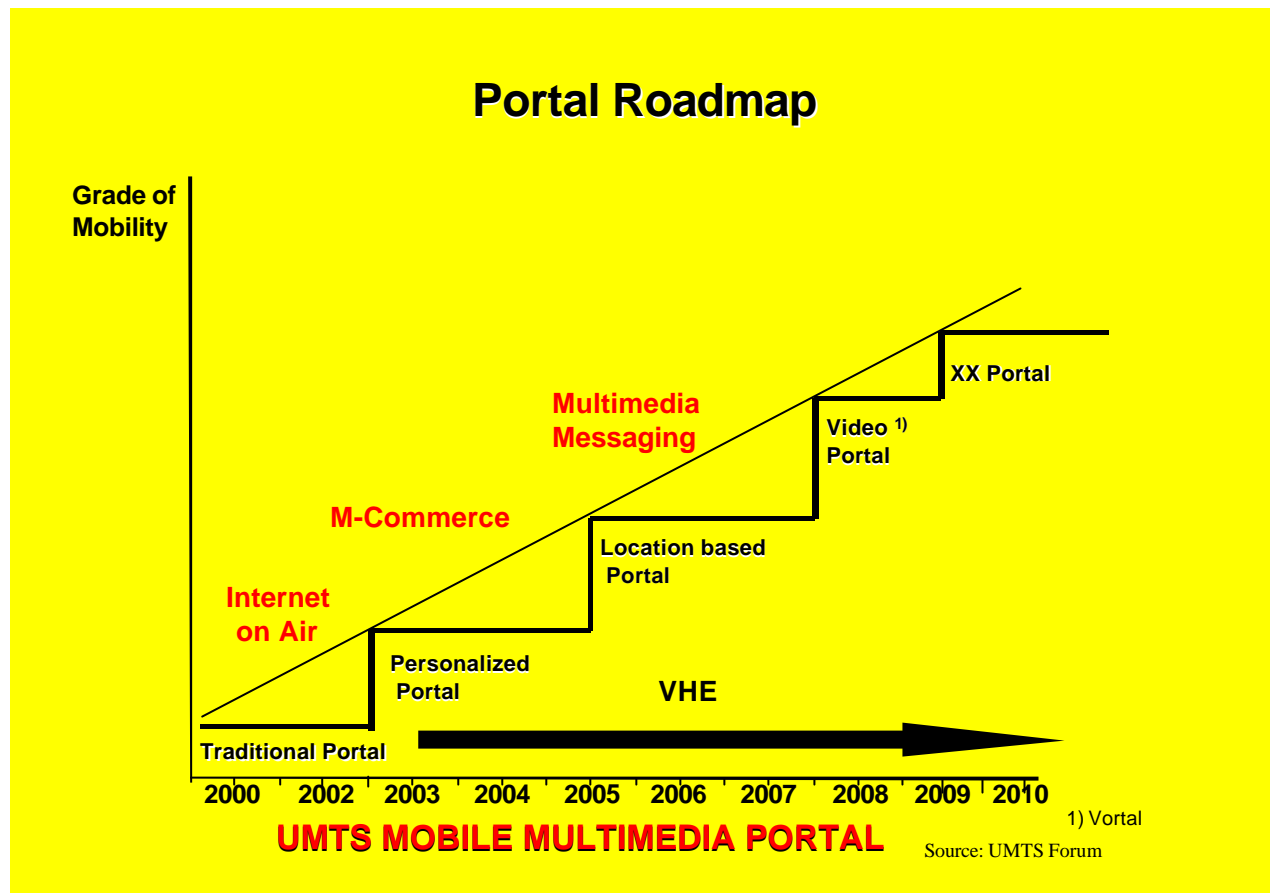 Portal Roadmap
Grade of
Mobility
XX Portal
Multimedia
Messaging
Video 1)
Portal
M-Commerce
Location based
Portal
Internet
on Air
Personalized
Portal
VHE
Traditional Portal
2000 2002 2003 2004 2005 2006 2007 2008 2009 2010
1) Vortal
UMTS MOBILE MULTIMEDIA PORTAL
Source: UMTS Forum